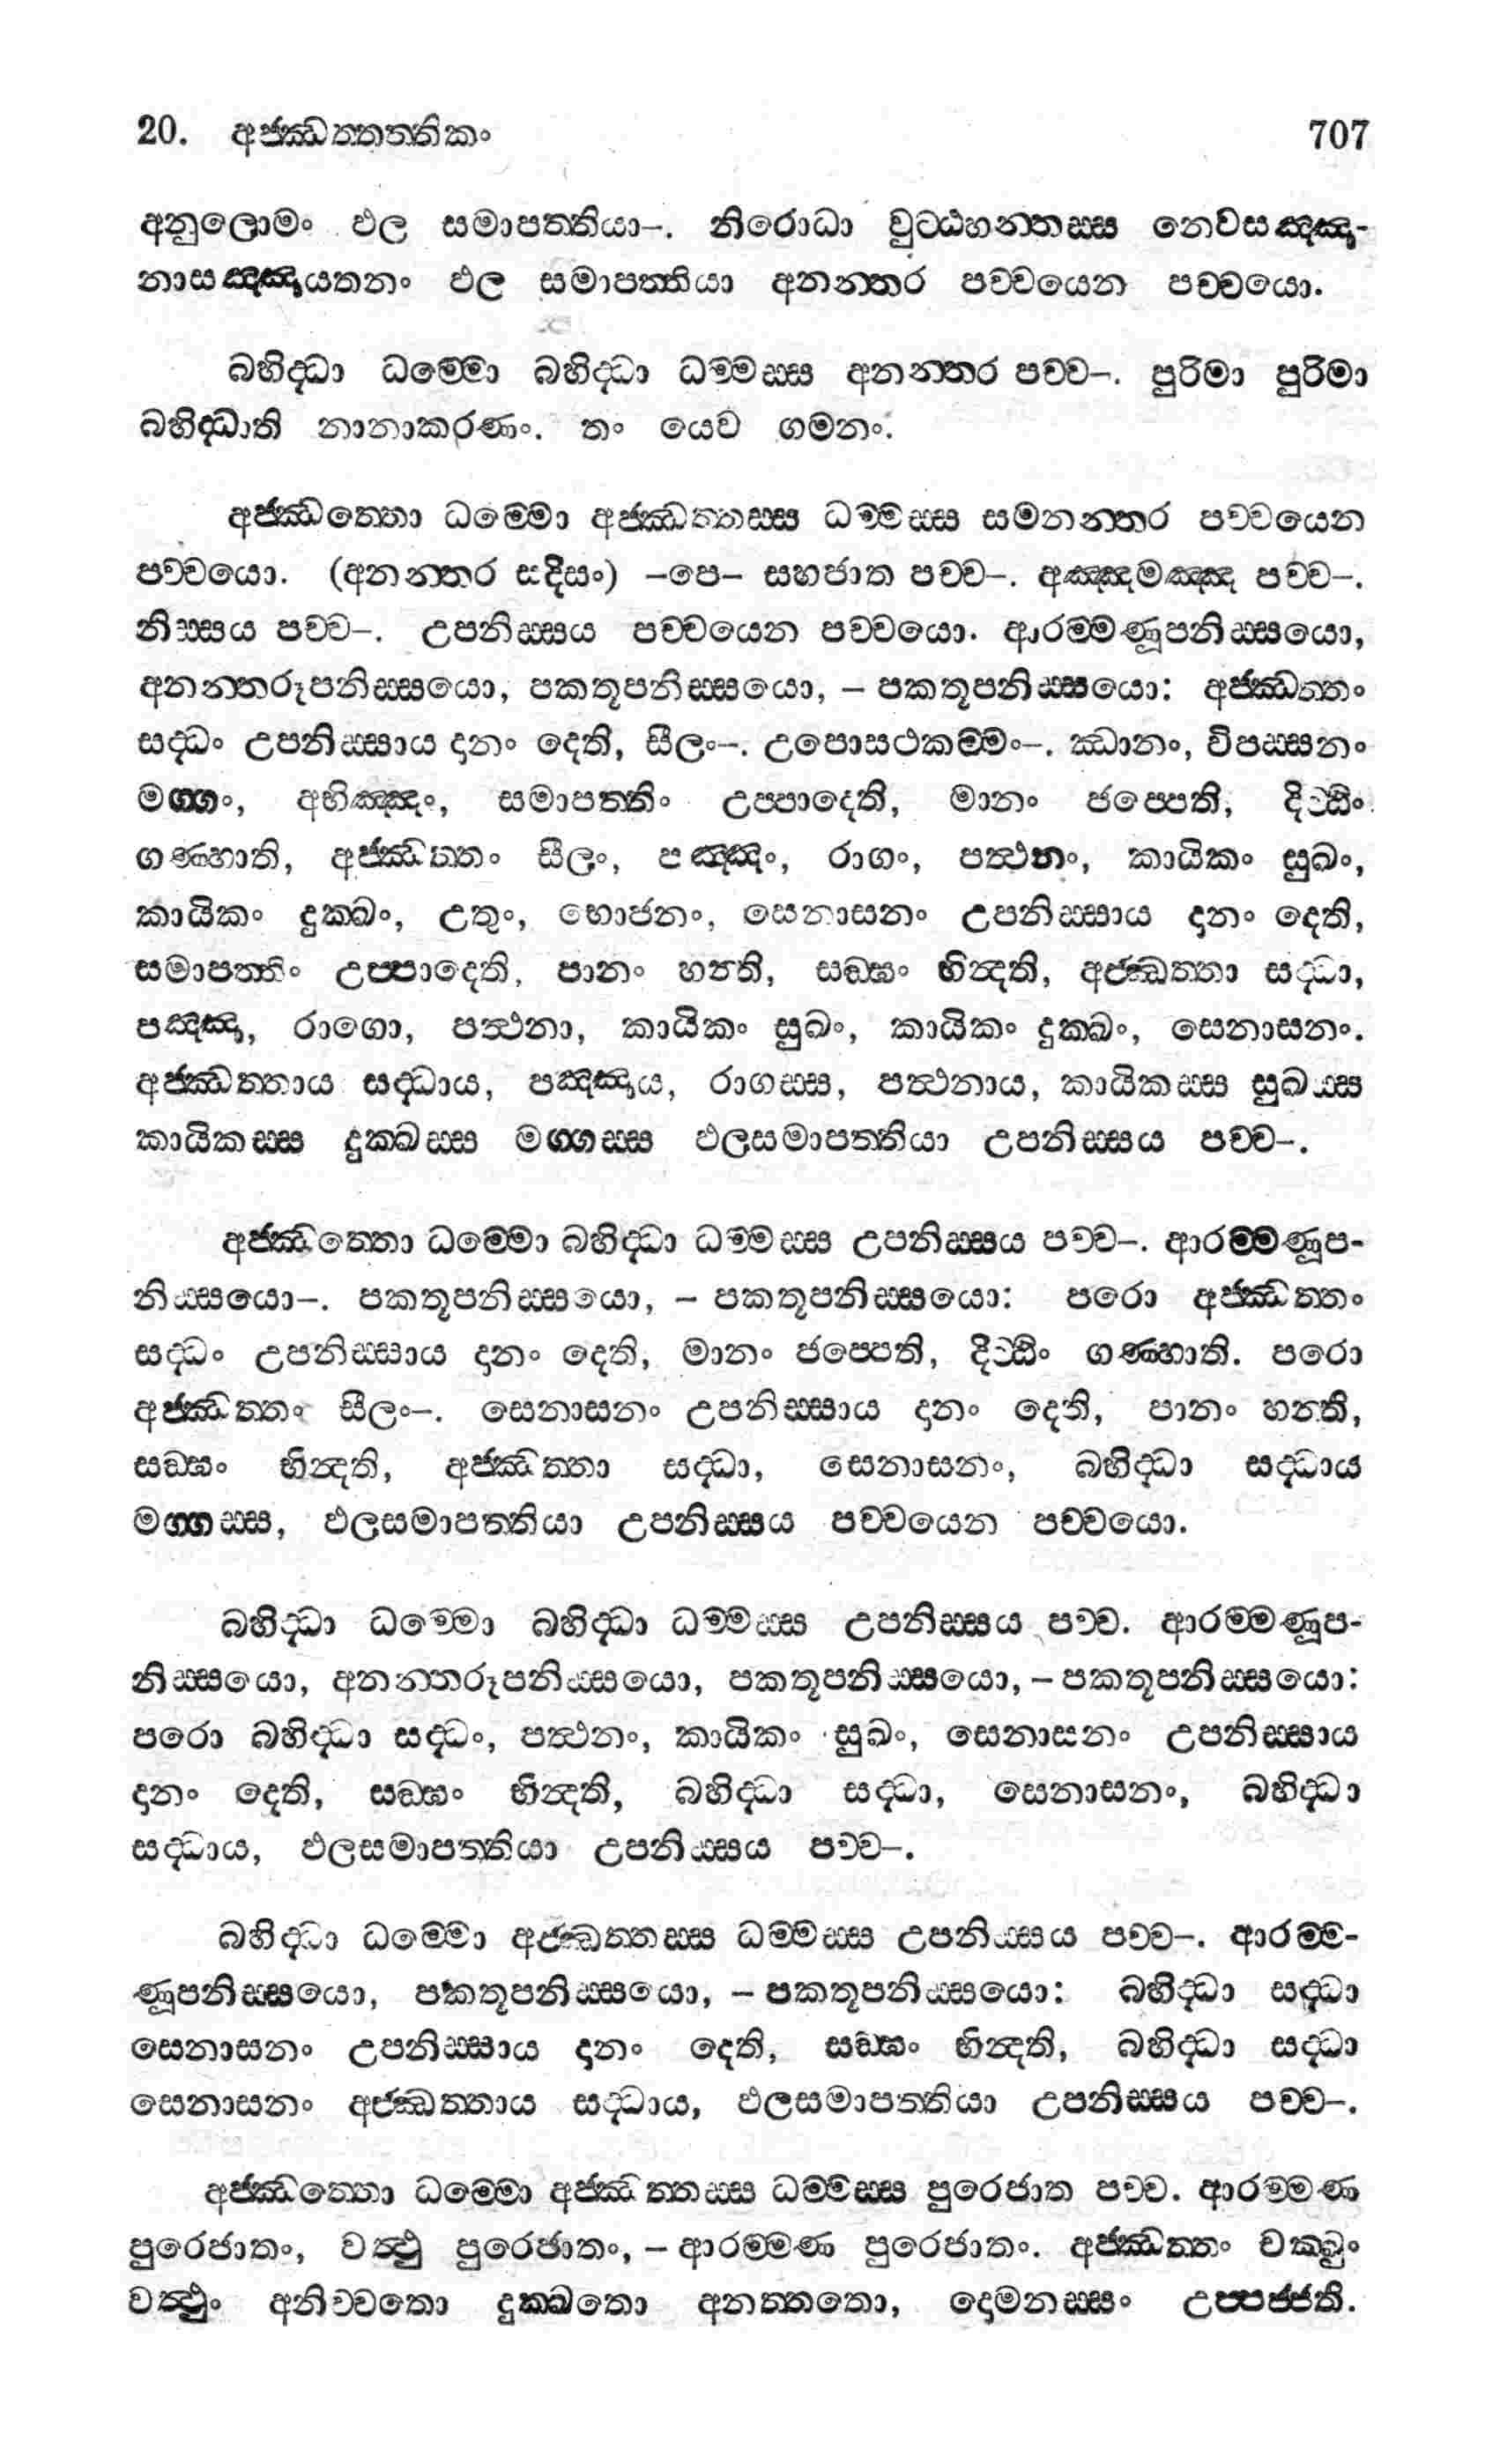 20. අජ්ඣත්තත්තිකං 707
අනුලොමං ඵල සමාපත්තියා–. නිරොධා වුට්ඨහන්තස්ස නෙවසඤ්ඤා-
නාසඤ්ඤායතනං ඵල සමාපත්තියා අනන්තර පච්චයෙන පච්චයො.
බහිද්ධා ධම්මො බහිද්ධා ධම්මස්ස අනන්තර පච්ච–. පුරිමා පුරිමා
බහිද්ධාති නානාකරණං. තං යෙව ගමනං.
අජ්ඣත්තො ධම්මො අජ්ඣත්තස්ස ධම්මස්ස සමනන්තර පච්චයෙන
පච්චයො. (අනන්තර සදිසං) –පෙ– සහජාත පච්ච–. අඤ්ඤමඤ්ඤ පච්ච–.
නිස්සය පච්ච–. උපනිස්සය පච්චයෙන පච්චයො. ආරම්මණූපනිස්සයො,
අනන්තරූපනිස්සයො, පකතූපනිස්සයො, – පකතූපනිස්සයො: අජ්ඣත්තං
සද්ධං උපනිස්සාය දානං දෙති, සීලං–. උපොසථකම්මං–. ඣානං, විපස්සනං
මග්ගං, අභිඤ්ඤං, සමාපත්තිං උප්පාදෙති, මානං ජප්පෙති, දිට්ඨිං
ගණ්හාති, අජ්ඣත්තං සීලං, පඤ්ඤං, රාගං, පත්ථනං, කායිකං සුඛං,
කායිකං දුක්ඛං, උතුං, භොජනං, සෙනාසනං උපනිස්සාය දානං දෙති,
සමාපත්තිං උප්පාදෙති, පානං හන්ති, සඞ්ඝං භින්දති, අජ්ඣත්තා සද්ධා,
පඤ්ඤා, රාගො, පත්ථනා, කායිකං සුඛං, කායිකං දුක්ඛං, සෙනාසනං.
අජ්ඣත්තාය සද්ධාය, පඤ්ඤාය, රාගස්ස, පත්ථනාය, කායිකස්ස සුඛස්ස
කායිකස්ස දුක්ඛස්ස මග්ගස්ස ඵලසමාපත්තියා උපනිස්සය පච්ච–.
අජ්ඣත්තො ධම්මො බහිද්ධා ධම්මස්ස උපනිස්සය පච්ච–. ආරම්මණූප-
නිස්සයො–. පකතූපනිස්සයො, – පකතූපනිස්සයො: පරො අජ්ඣත්තං
සද්ධං උපනිස්සාය දානං දෙති, මානං ජප්පෙති, දිට්ඨිං ගණ්හාති. පරො
අජ්ඣත්තං සීලං–. සෙනාසනං උපනිස්සාය දානං දෙති, පානං හන්ති,
සඞ්ඝං භින්දති, අජ්ඣත්තා සද්ධා, සෙනාසනං, බහිද්ධා සද්ධාය
මග්ගස්ස, ඵලසමාපත්තියා උපනිස්සය පච්චයෙන පච්චයො.
බහිද්ධා ධම්මො බහිද්ධා ධම්මස්ස උපනිස්සය පච්ච. ආරම්මණූප-
නිස්සයො, අනන්තරූපනිස්සයො, පකතූපනිස්සයො, – පකතූපනිස්සයො:
පරො බහිද්ධා සද්ධං, පත්ථනං, කායිකං සුඛං, සෙනාසනං උපනිස්සාය
දානං දෙති, සඞ්ඝං භින්දති, බහිද්ධා සද්ධා, සෙනාසනං, බහිද්ධා
සද්ධාය, ඵලසමාපත්තියා උපනිස්සය පච්ච–.
බහිද්ධා ධම්මො අජ්ඣත්තස්ස ධම්මස්ස උපනිස්සය පච්ච–. ආරම්ම-
ණූපනිස්සයො, පකතූපනිස්සයො, – පකතූපනිස්සයො: බහිද්ධා සද්ධා
සෙනාසනං උපනිස්සාය දානං දෙති, සඞ්ඝං භින්දති, බහිද්ධා සද්ධා
සෙනාසනං අජ්ඣත්තාය සද්ධාය, ඵලසමාපත්තියා උපනිස්සය පච්ච–.
අජ්ඣත්තො ධම්මො අජ්ඣත්තස්ස ධම්මස්ස පුරෙජාත පච්ච. ආරම්මණ
පුරෙජාතං, වත්ථු පුරෙජාතං, – ආරම්මණ පුරෙජාතං. අජ්ඣත්තං චක්ඛුං
වත්ථුං අනිච්චතො දුක්ඛතො අනත්තතො, දොමනස්සං උප්පජ්ජති.